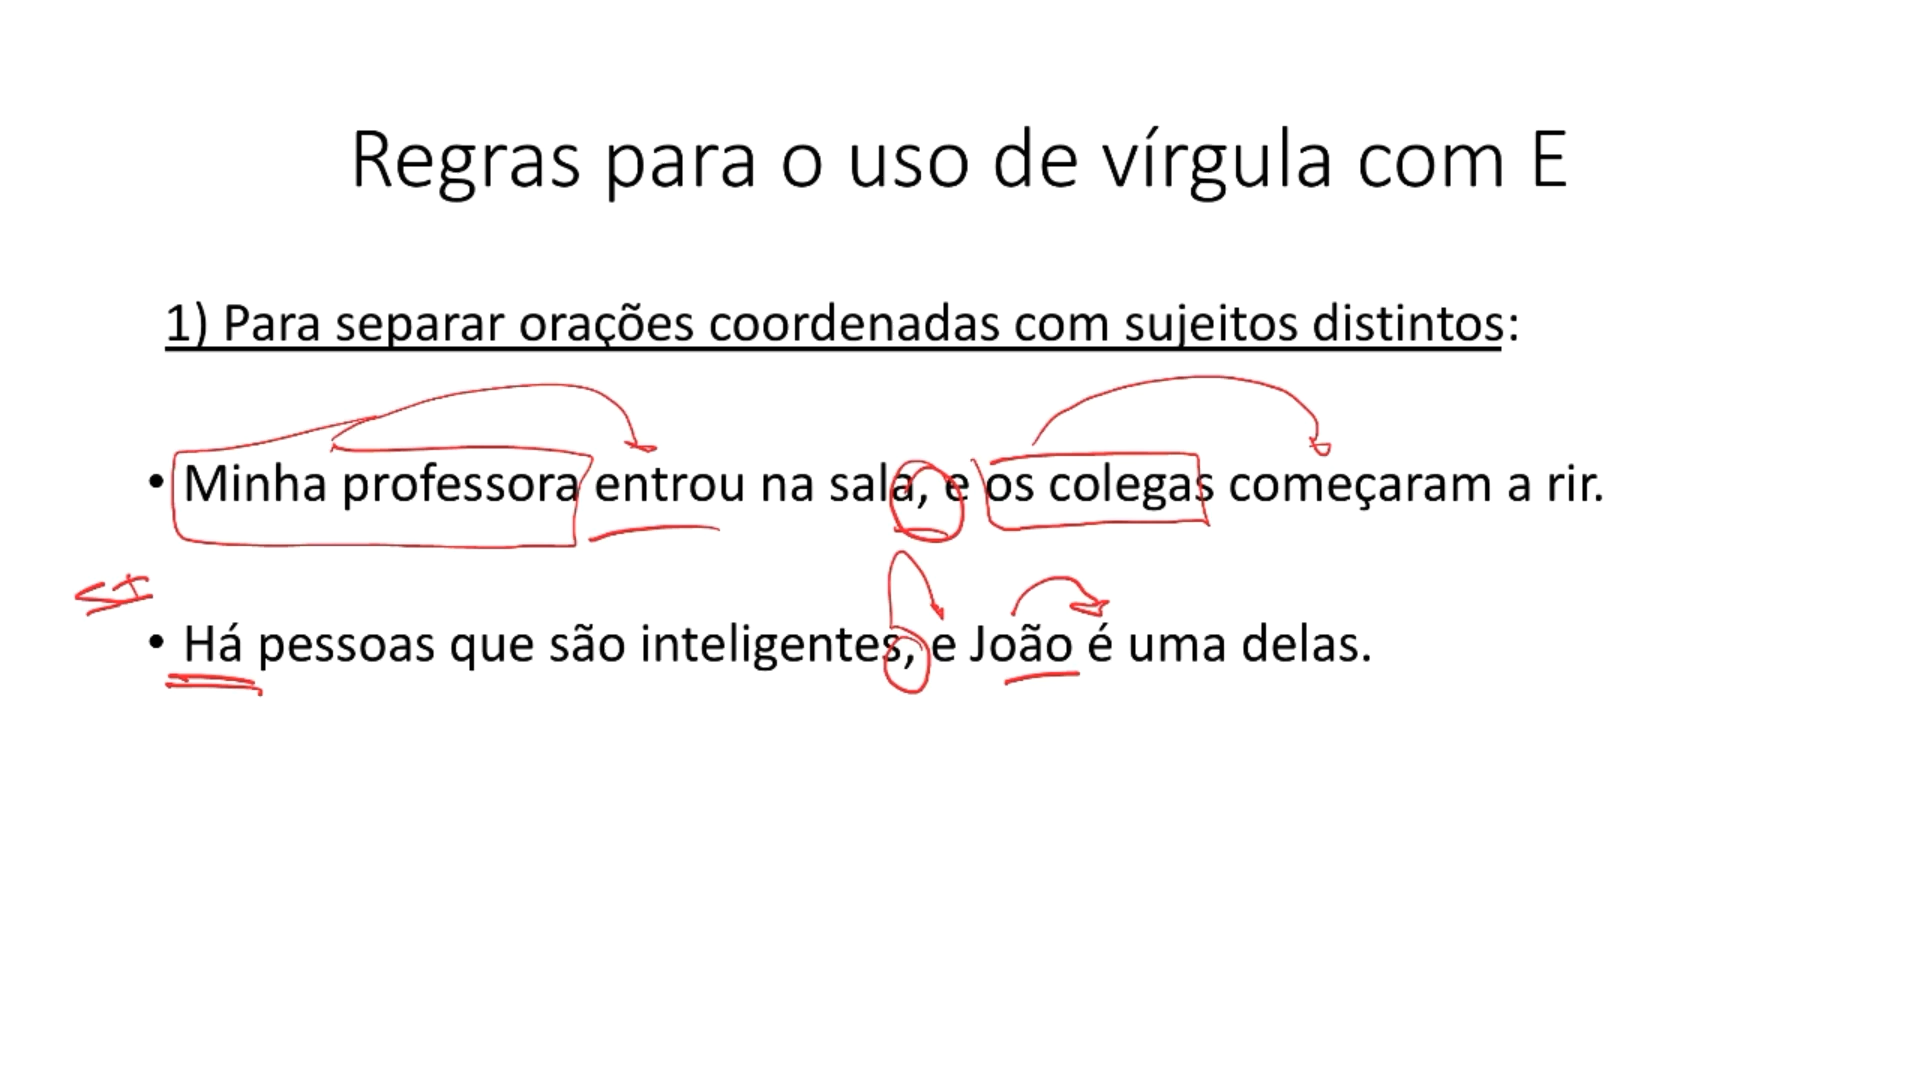 Regras para o uso de vírgula com E
1) Para separar orações coordenadas com sujeitos distintos:
• Minha professora entrou na sala, e os colegas começaram a rir.
SI
• Há pessoas que são inteligentes, e João é uma delas.